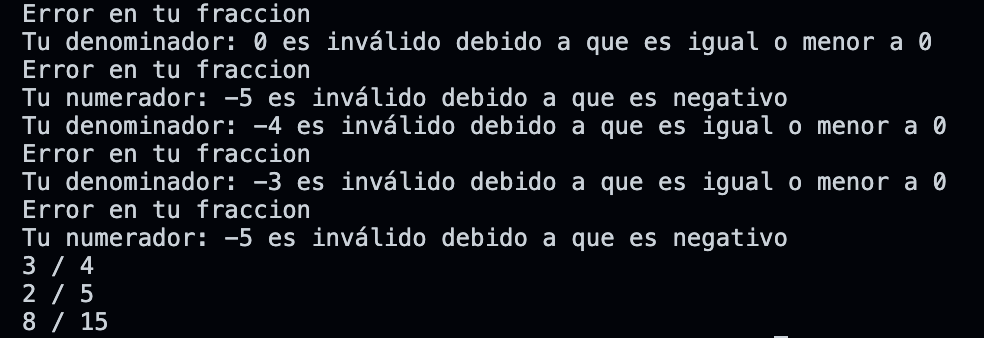 Error en tu fraccion
Tu denominador: 0 es inválido debido a que es igual o menor a 0
Error en tu fraccion
Tu numerador: -5 es inválido debido a que es negativo
Tu denominador: -4 es inválido debido a que es igual o menor a 0
Error en tu fraccion
Tu denominador: -3 es inválido debido a que es igual o menor a 0
Error en tu fraccion
Tu numerador: -5 es inválido debido a que es negativo
3 / 4
2 / 5
8 / 15